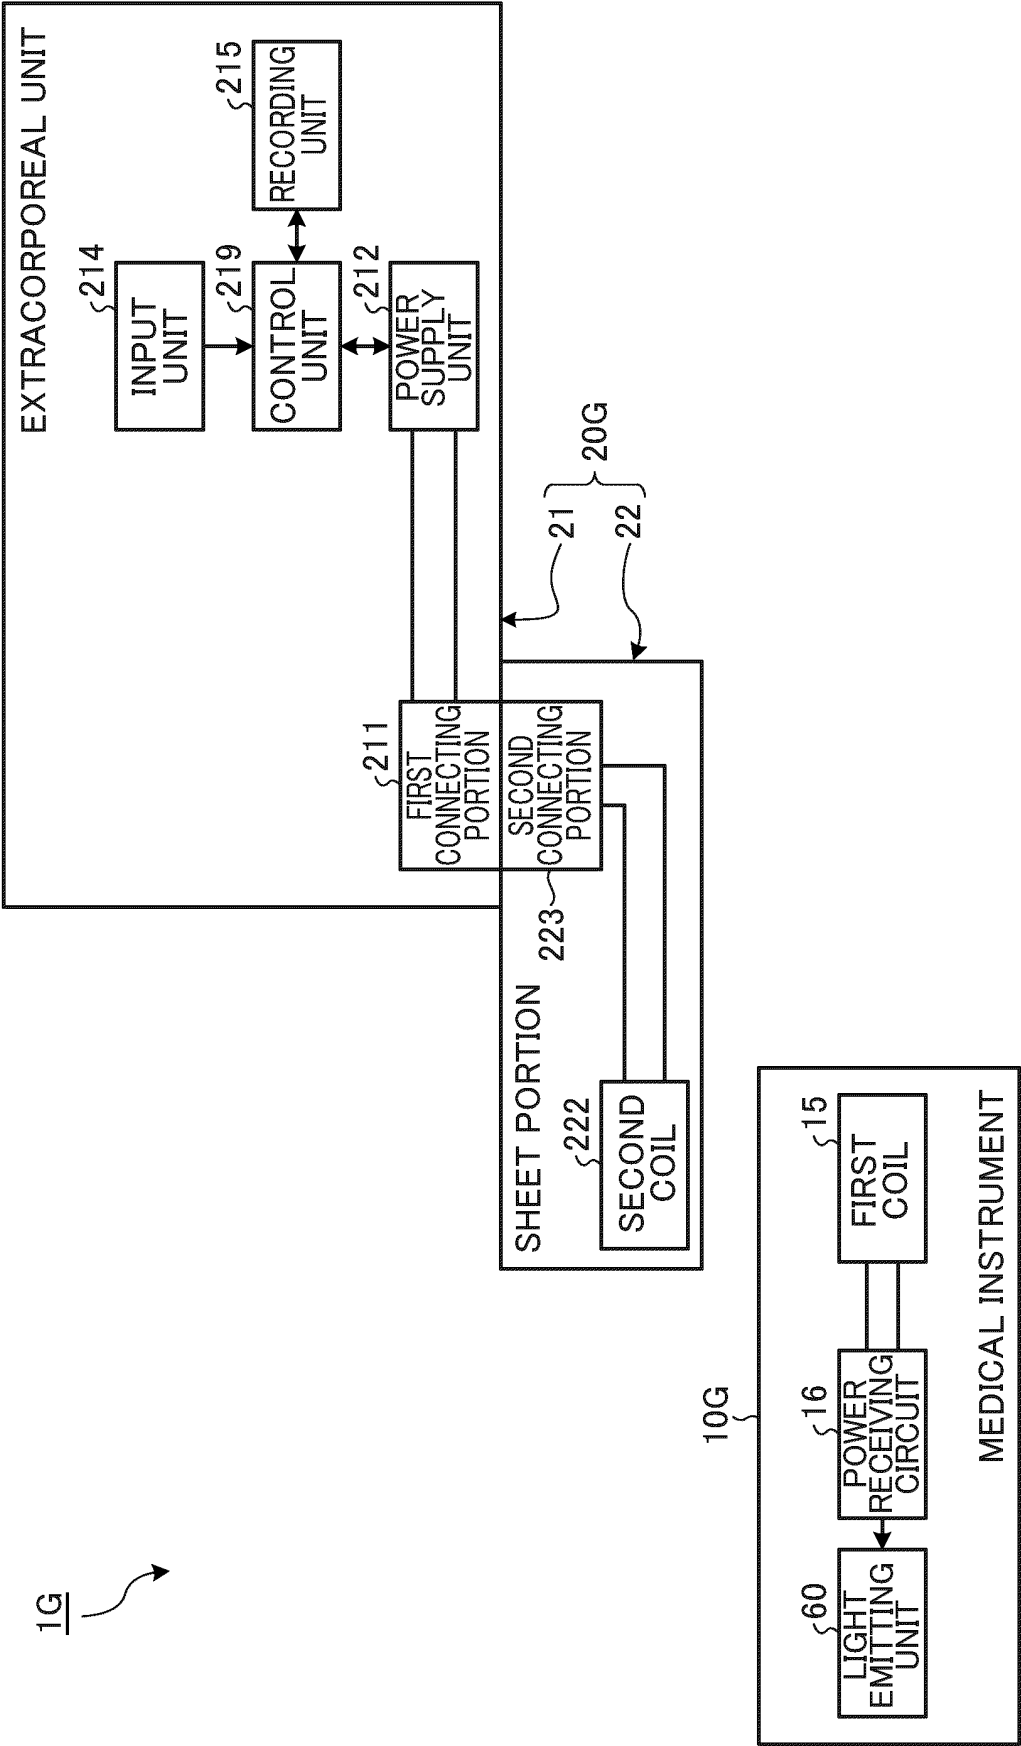 1G
EXTRACORPOREAL UNIT
214
INPUT
UNIT
219
CONTROL
UNIT
215
RECORDING
UNIT
212
POWER
SUPPLY
UNIT
211
FIRST
CONNECTING
PORTION
SECOND
CONNECTING
PORTION
223
21
22
20G
SHEET PORTION
222
SECOND
COIL
10G
60
LIGHT
EMITTING
UNIT
16
POWER
RECEIVING
CIRCUIT
15
FIRST
COIL
MEDICAL INSTRUMENT